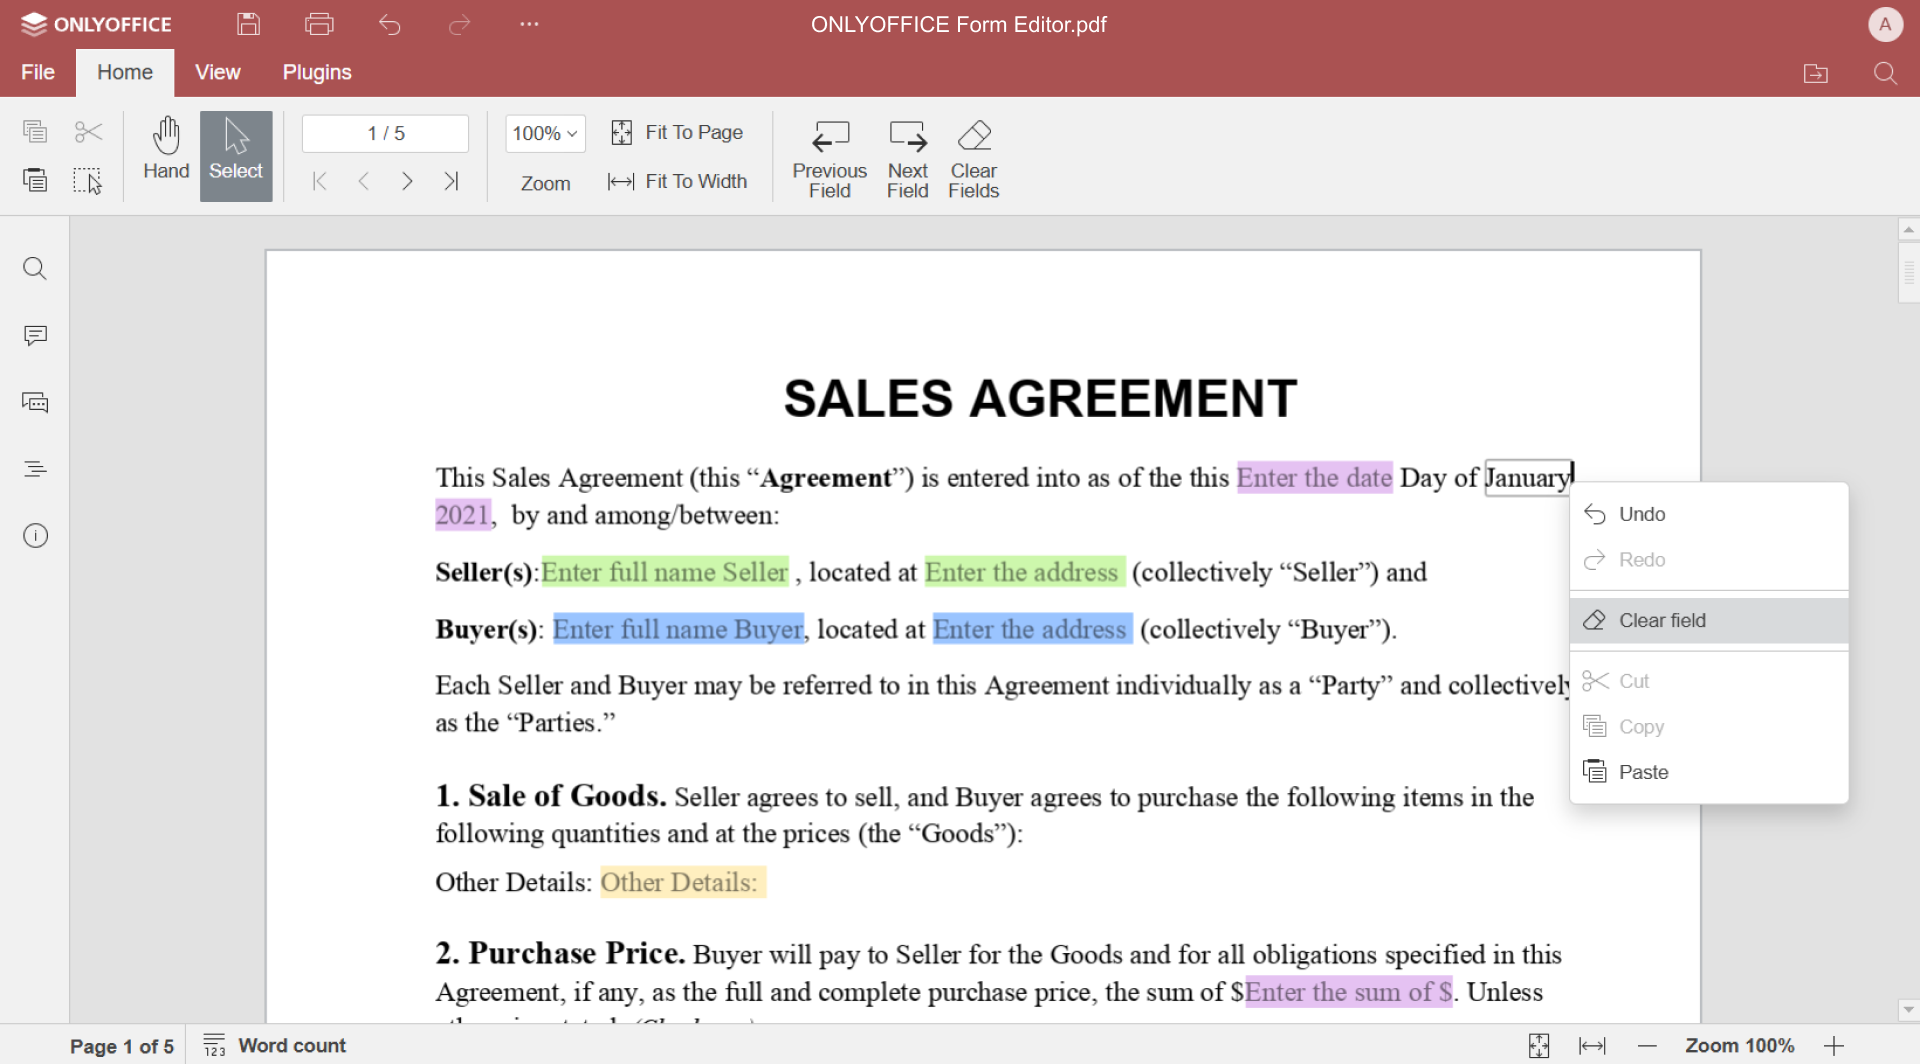 ONLYOFFICE
ONLYOFFICE Form Editor.pdf
A
File
Home
View
Plugins
Hand
Select
1 / 5
100%
Zoom
Fit To Page
Fit To Width
Previous Field
Next Field
Clear Fields
SALES AGREEMENT
This Sales Agreement (this “Agreement”) is entered into as of the this Enter the date Day of January
2021, by and among/between:
Seller(s):Enter full name Seller , located at Enter the address (collectively “Seller”) and
Buyer(s): Enter full name Buyer, located at Enter the address (collectively “Buyer”).
Each Seller and Buyer may be referred to in this Agreement individually as a “Party” and collectively
as the “Parties.”
1. Sale of Goods. Seller agrees to sell, and Buyer agrees to purchase the following items in the
following quantities and at the prices (the “Goods”):
Other Details: Other Details:
2. Purchase Price. Buyer will pay to Seller for the Goods and for all obligations specified in this
Agreement, if any, as the full and complete purchase price, the sum of $Enter the sum of $. Unless
Undo
Redo
Clear field
Cut
Copy
Paste
Page 1 of 5
123
Word count
Zoom 100%